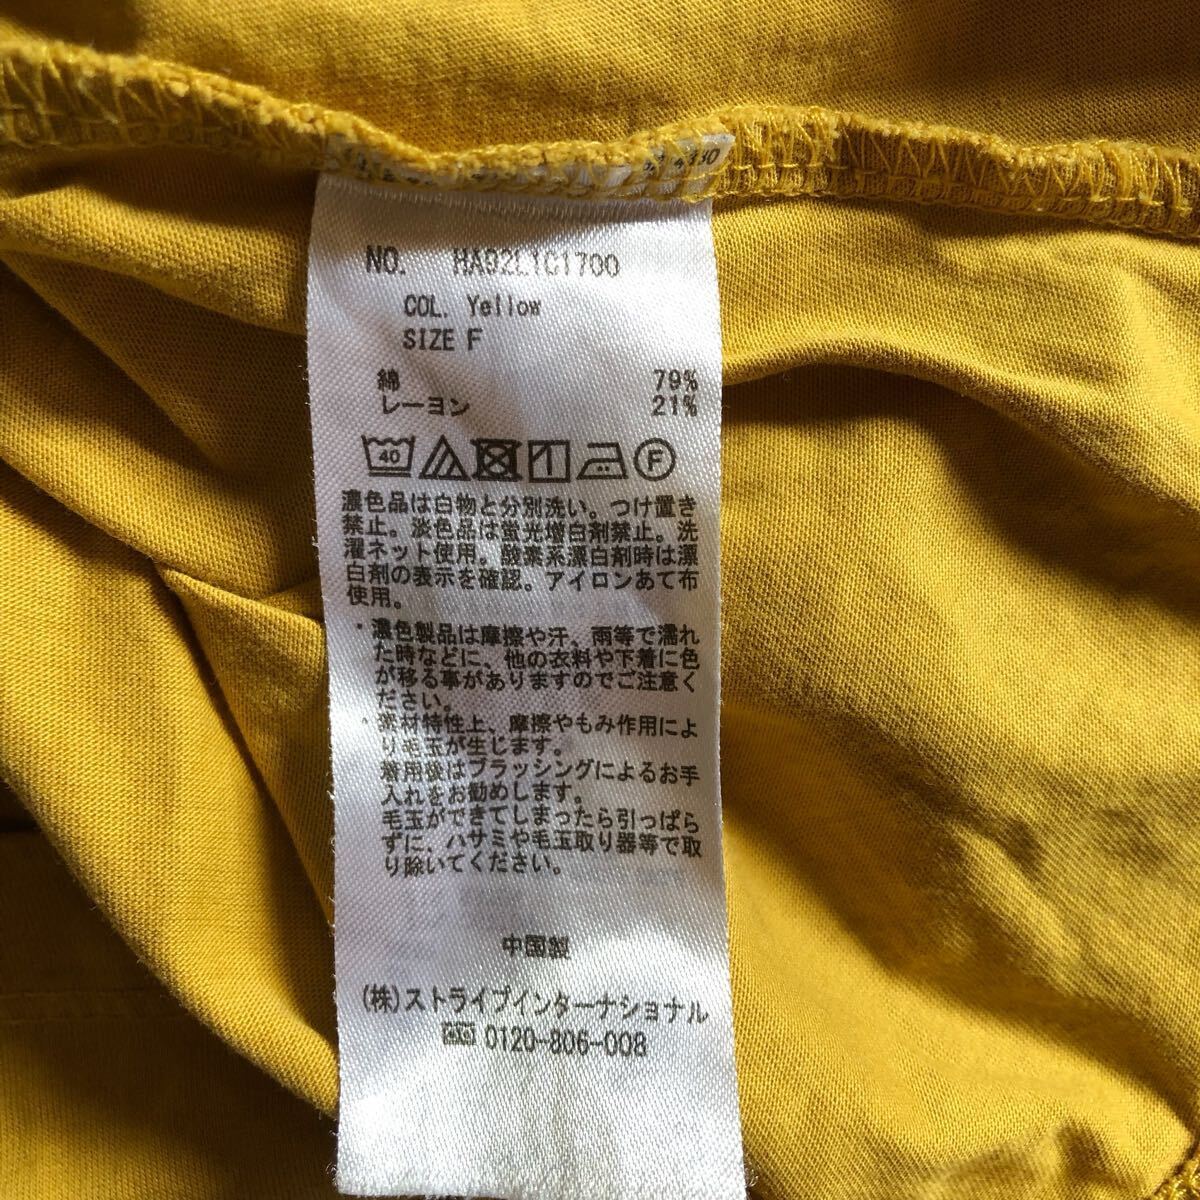 NO. HA92L1C1700
COL. Yellow
SIZE F
綿 79%
レーヨン 21%
40 F
濃色品は白物と分別洗い。つけ置き
禁止。淡色品は蛍光増白剤禁止。洗
濯ネット使用。酸素系漂白剤時は漂
白剤の表示を確認。アイロンあて布
使用。
・濃色製品は摩擦や汗、雨等で濡れ
た時などに、他の衣料や下着に色
が移る事がありますのでご注意く
ださい。
・素材特性上、摩擦やもみ作用によ
り毛玉が生じます。
着用後はブラッシングによるお手
入れをお勧めします。
毛玉ができてしまったら引っぱら
ずに、ハサミや毛玉取り器等で取
り除いてください。
中国製
(株)ストライプインターナショナル
0120-806-008